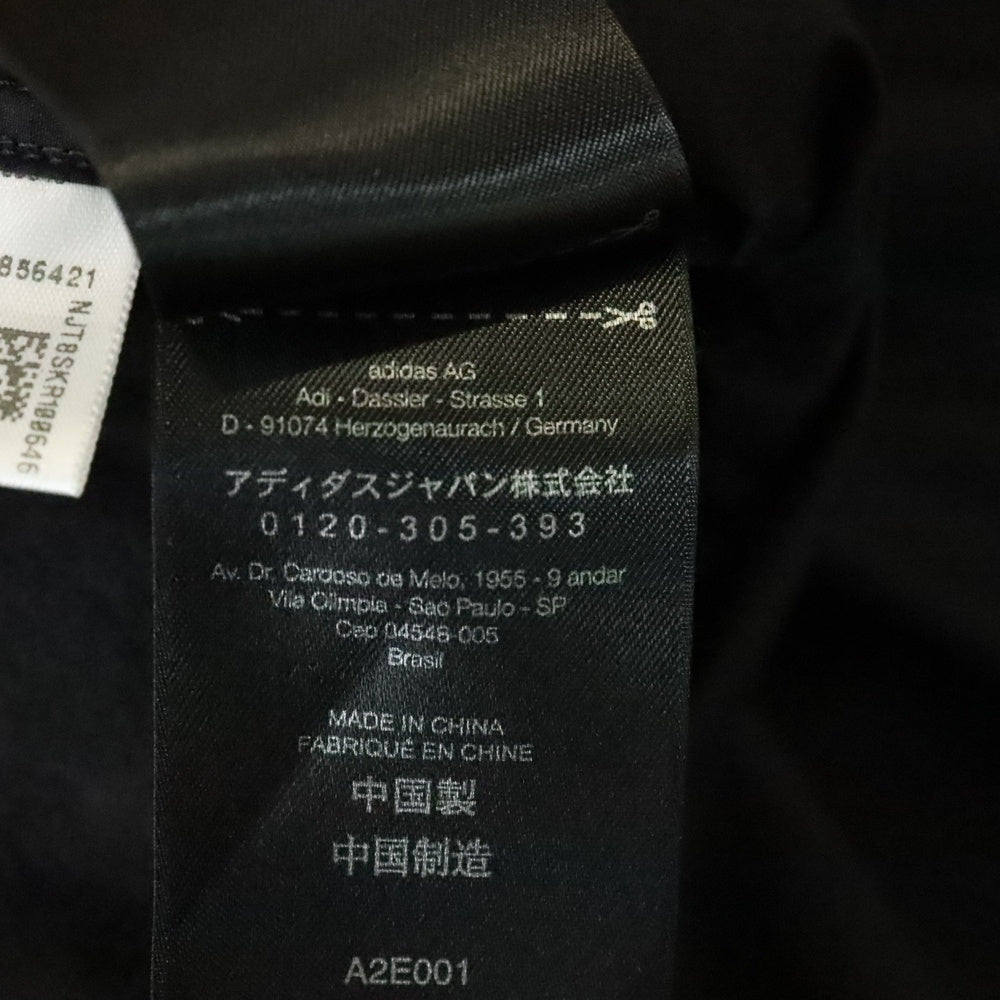 856421
NJT8SKR100646
adidas AG
Adi - Dassler - Strasse 1
D - 91074 Herzogenaurach / Germany
アディダスジャパン株式会社
0120-305-393
Av. Dr. Cardoso de Melo, 1955 - 9 andar
Vila Olimpia - Sao Paulo - SP
Cep 04548-005
Brasil
MADE IN CHINA
FABRIQUÉ EN CHINE
中国製
中国制造
A2E001